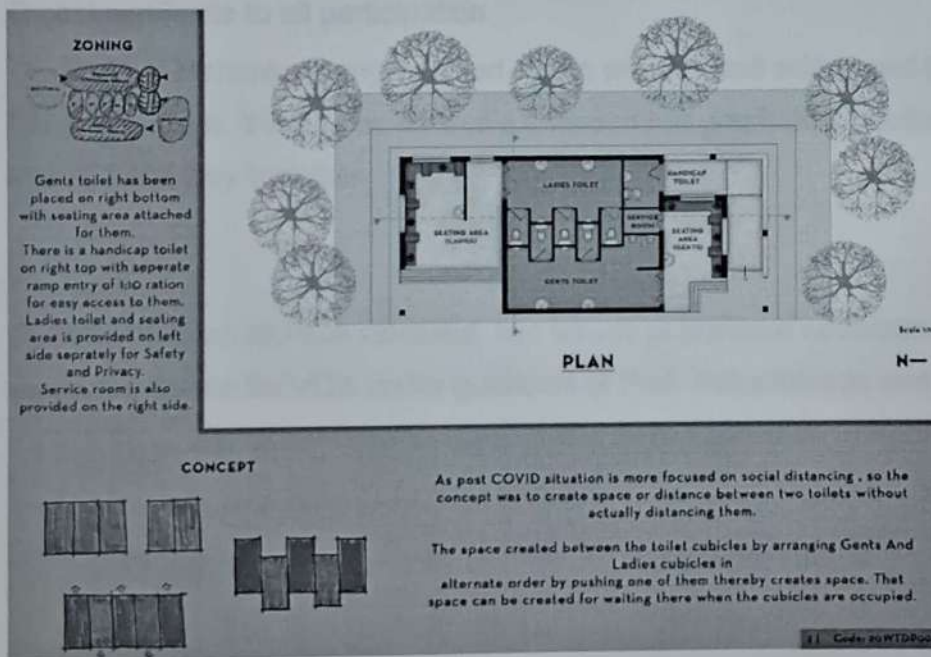 ZONING
Gents toilet has been
placed on right bottom
with seating area attached
for them.
There is a handicap toilet
on right top with seperate
ramp entry of 1:10 ration
for easy access to them.
Ladies toilet and seating
area is provided on left
side seprately for Safety
and Privacy.
Service room is also
provided on the right side.
LADIES TOILET
HANDICAP
TOILET
SEATING AREA
(LADIES)
SERVICE
ROOM
SEATING
AREA
(GENTS)
GENTS TOILET
Scale
PLAN
N
CONCEPT
As post COVID situation is more focused on social distancing , so the
concept was to create space or distance between two toilets without
actually distancing them.
The space created between the toilet cubicles by arranging Gents And
Ladies cubicles in
alternate order by pushing one of them thereby creates space. That
space can be created for waiting there when the cubicles are occupied.
Code: